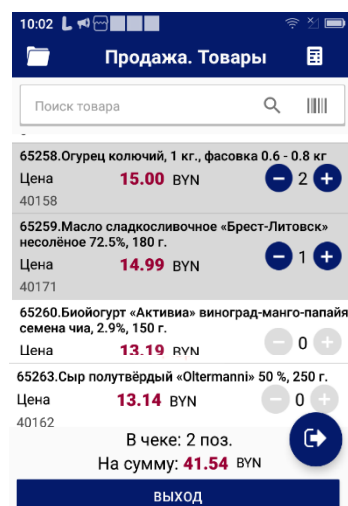 10:02
Продажа. Товары
Поиск товара
65258.Огурец колючий, 1 кг., фасовка 0.6 - 0.8 кг
Цена 15.00 BYN
2
40158
65259.Масло сладкосливочное «Брест-Литовск»
несолёное 72.5%, 180 г.
Цена 14.99 BYN
1
40171
65260.Биойогурт «Активиа» виноград-манго-папайя
семена чиа, 2.9%, 150 г.
Цена 13.19 BYN
0
65263.Сыр полутвёрдый «Oltermanni» 50 %, 250 г.
Цена 13.14 BYN
0
40162
В чеке: 2 поз.
На сумму: 41.54 BYN
ВЫХОД